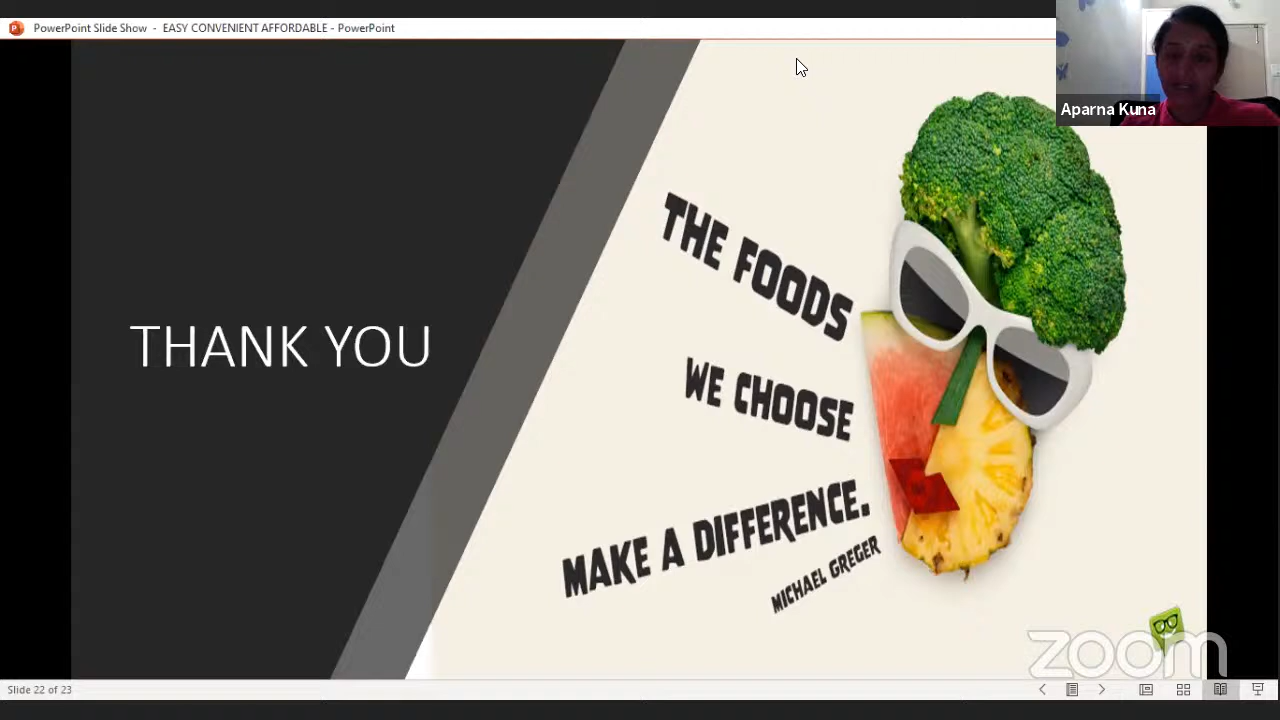 PowerPoint Slide Show - EASY CONVENIENT AFFORDABLE - PowerPoint
Aparna Kuna
THANK YOU
THE FOODS
WE CHOOSE
MAKE A DIFFERENCE.
MICHAEL GREGER
zoom
Slide 22 of 23